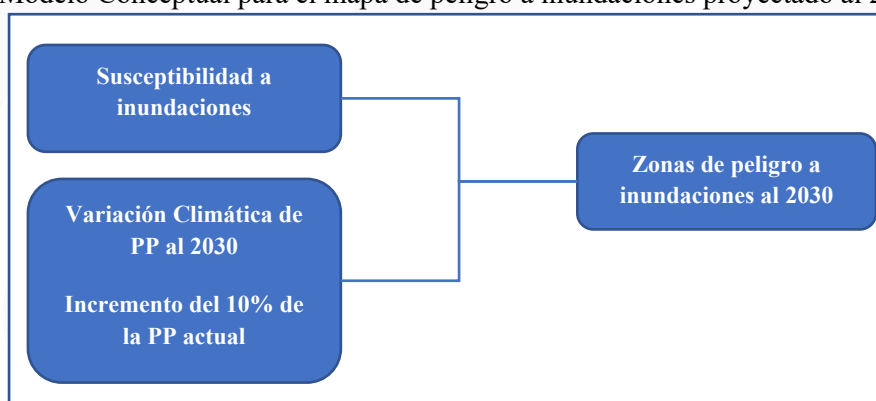 Modelo Conceptual para el mapa de peligro a inundaciones proyectado al 2
Susceptibilidad a
inundaciones
Variación Climática de
PP al 2030
Incremento del 10% de
la PP actual
Zonas de peligro a
inundaciones al 2030